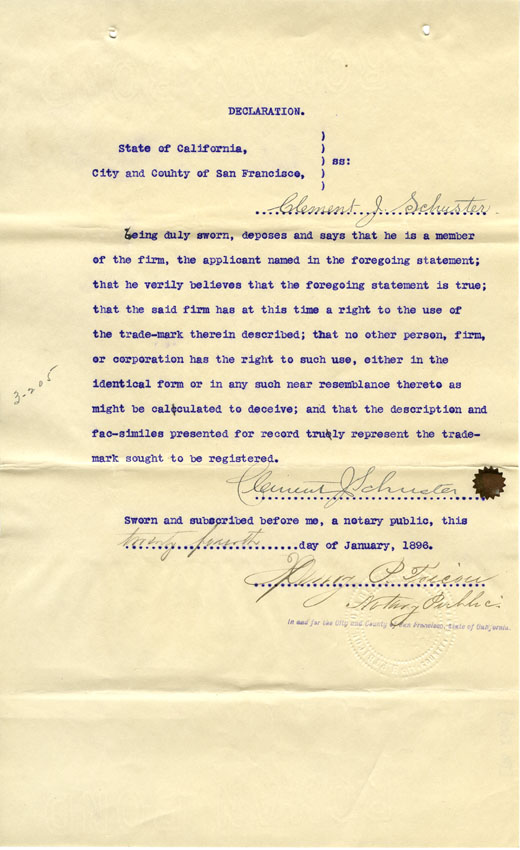 DECLARATION.
)
State of California, )
) ss:
City and Couhty of San Francisco, )
)
Clement J. Schuster
being duly sworn, deposes and says that he is a member
of the firm, the applicant named in the foregoing statement;
that he verily believes that the foregoing statement is true;
that the said firm has at this time a right to the use of
the trade-mark therein described; that no other person, firm,
or corporation has the right to such use, either in the
identical form or in any such near resemblance thereto as
might be calculated to deceive; and that the description and
fac-similes presented for record truly represent the trade-
mark sought to be registered.
3-205
Clement J Schuster
Sworn and subscribed before me, a notary public, this
twenty fourth day of January, 1896.
P. Tricou
Notary Public.
In and for the City and County of San Francisco, State of California.